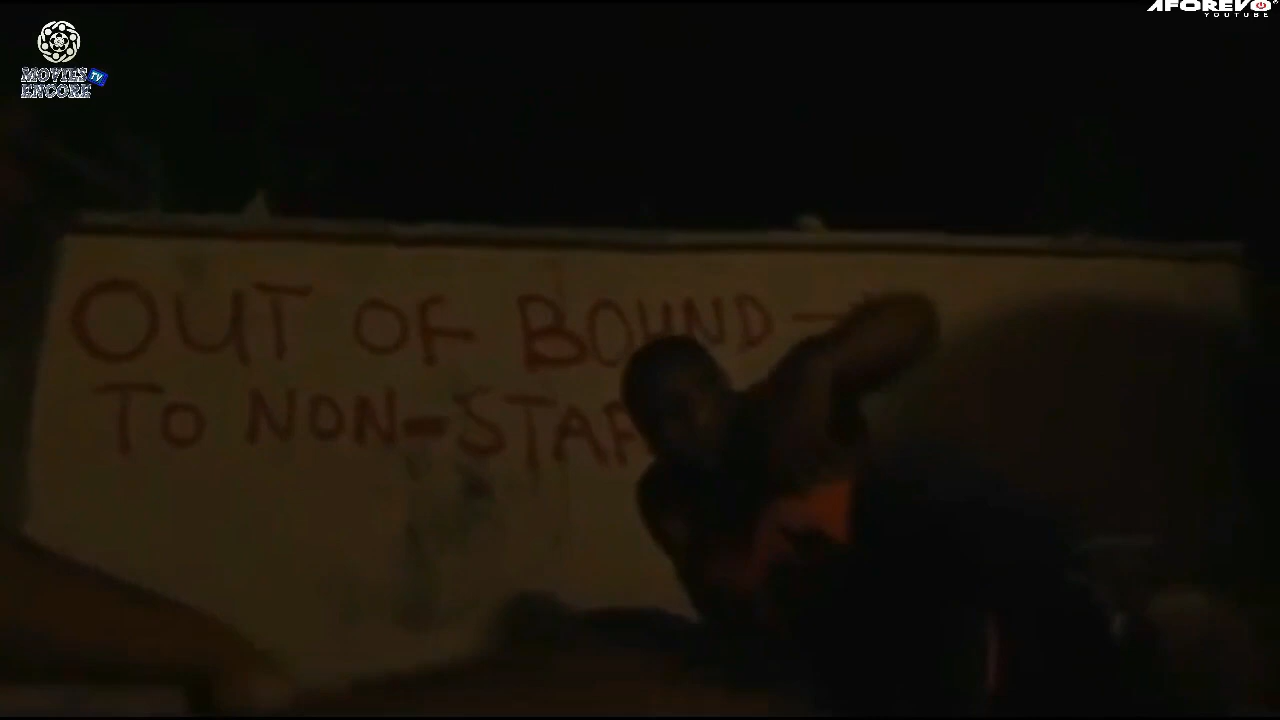 AFOREVO
YOUTUBE
MOVIES TV
ENCORE
OUT OF BOUND -
TO NON-STAF